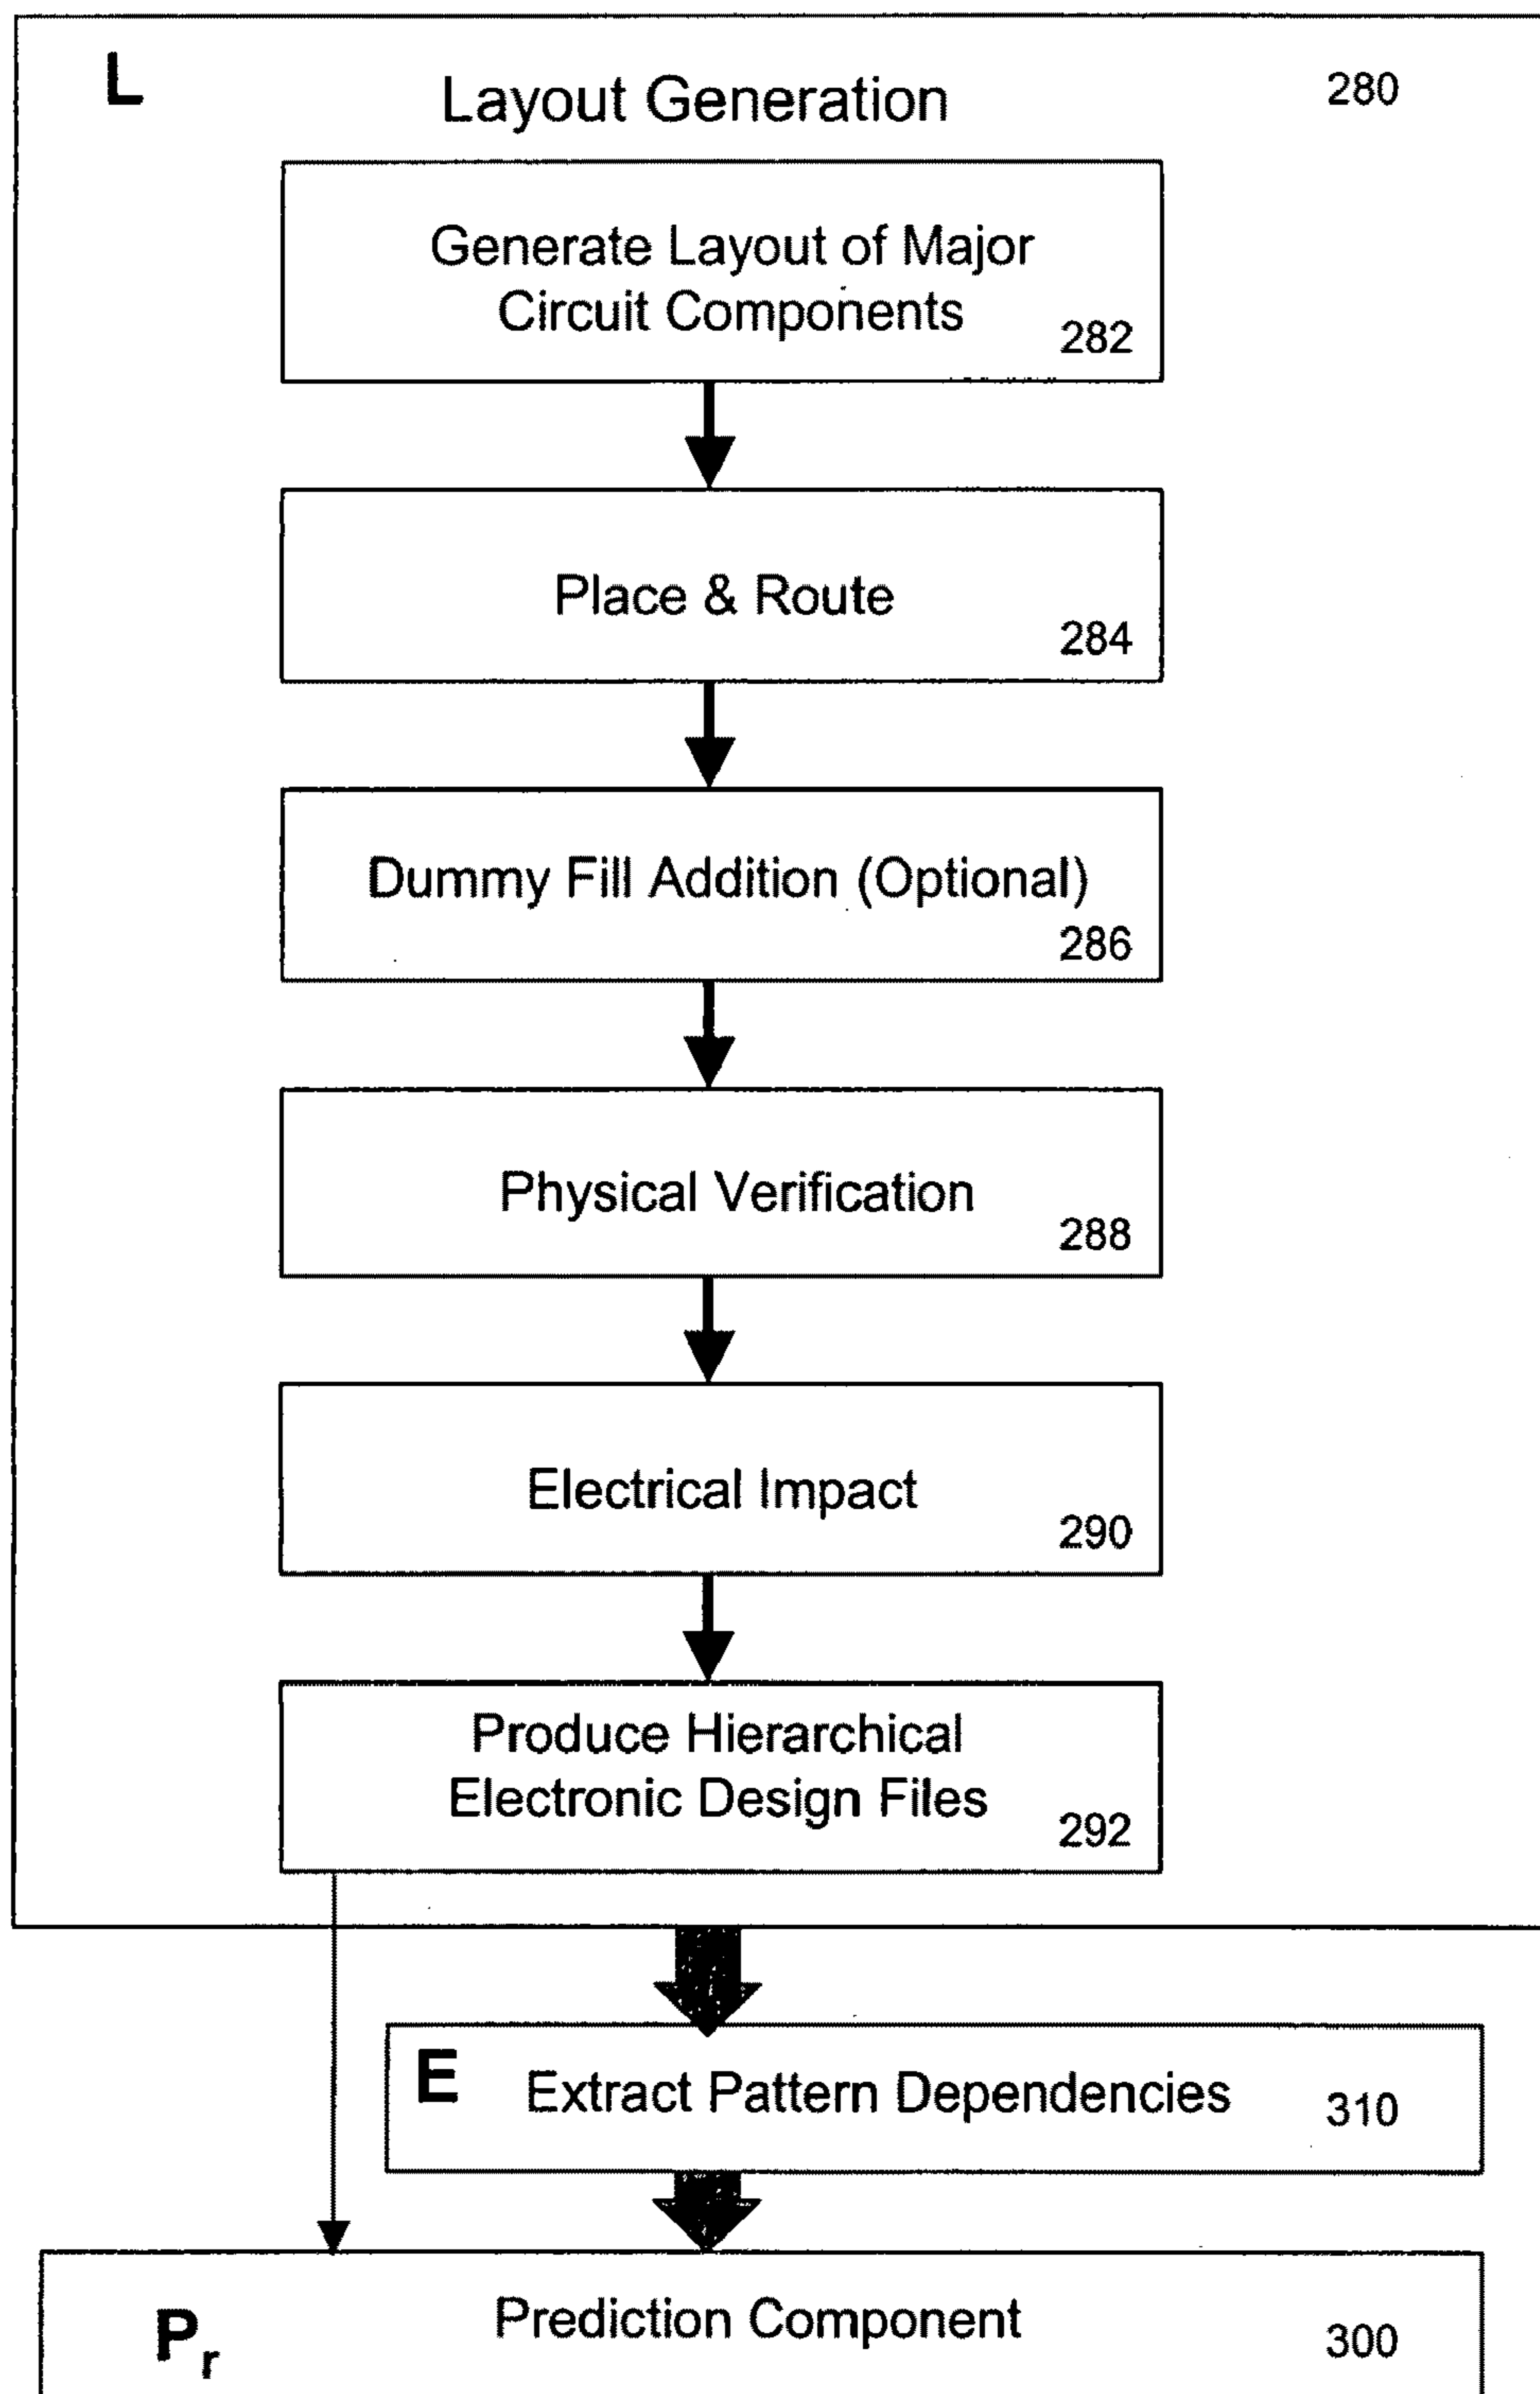 L
Layout Generation
280
Generate Layout of Major
Circuit Components
282
Place & Route
284
Dummy Fill Addition (Optional)
286
Physical Verification
288
Electrical Impact
290
Produce Hierarchical
Electronic Design Files
292
E
Extract Pattern Dependencies
310
Pr
Prediction Component
300